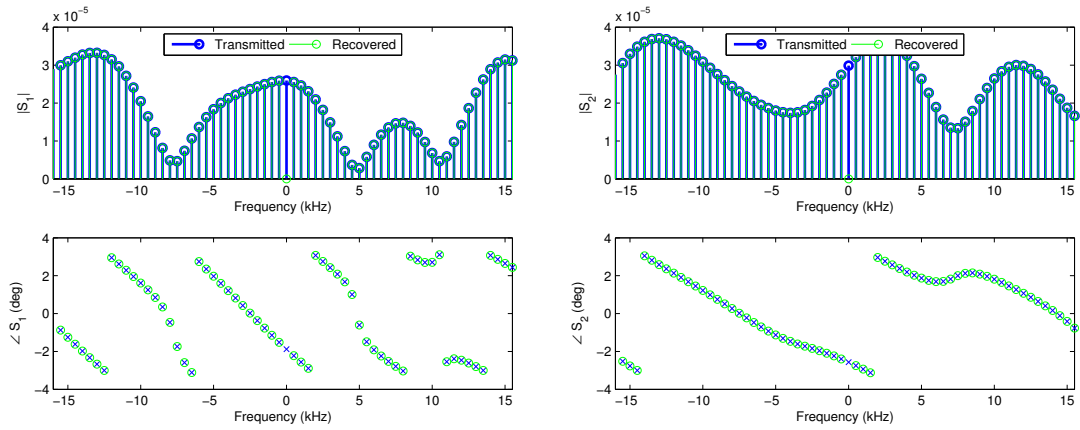 x 10⁻⁵
4
3
2
1
0
|S₁|
Transmitted
Recovered
−15 −10 −5 0 5 10 15
Frequency (kHz)
x 10⁻⁵
4
3
2
1
0
|S₂|
Transmitted
Recovered
−15 −10 −5 0 5 10 15
Frequency (kHz)
4
2
0
−2
−4
∠ S₁ (deg)
−15 −10 −5 0 5 10 15
Frequency (kHz)
4
2
0
−2
−4
∠ S₂ (deg)
−15 −10 −5 0 5 10 15
Frequency (kHz)